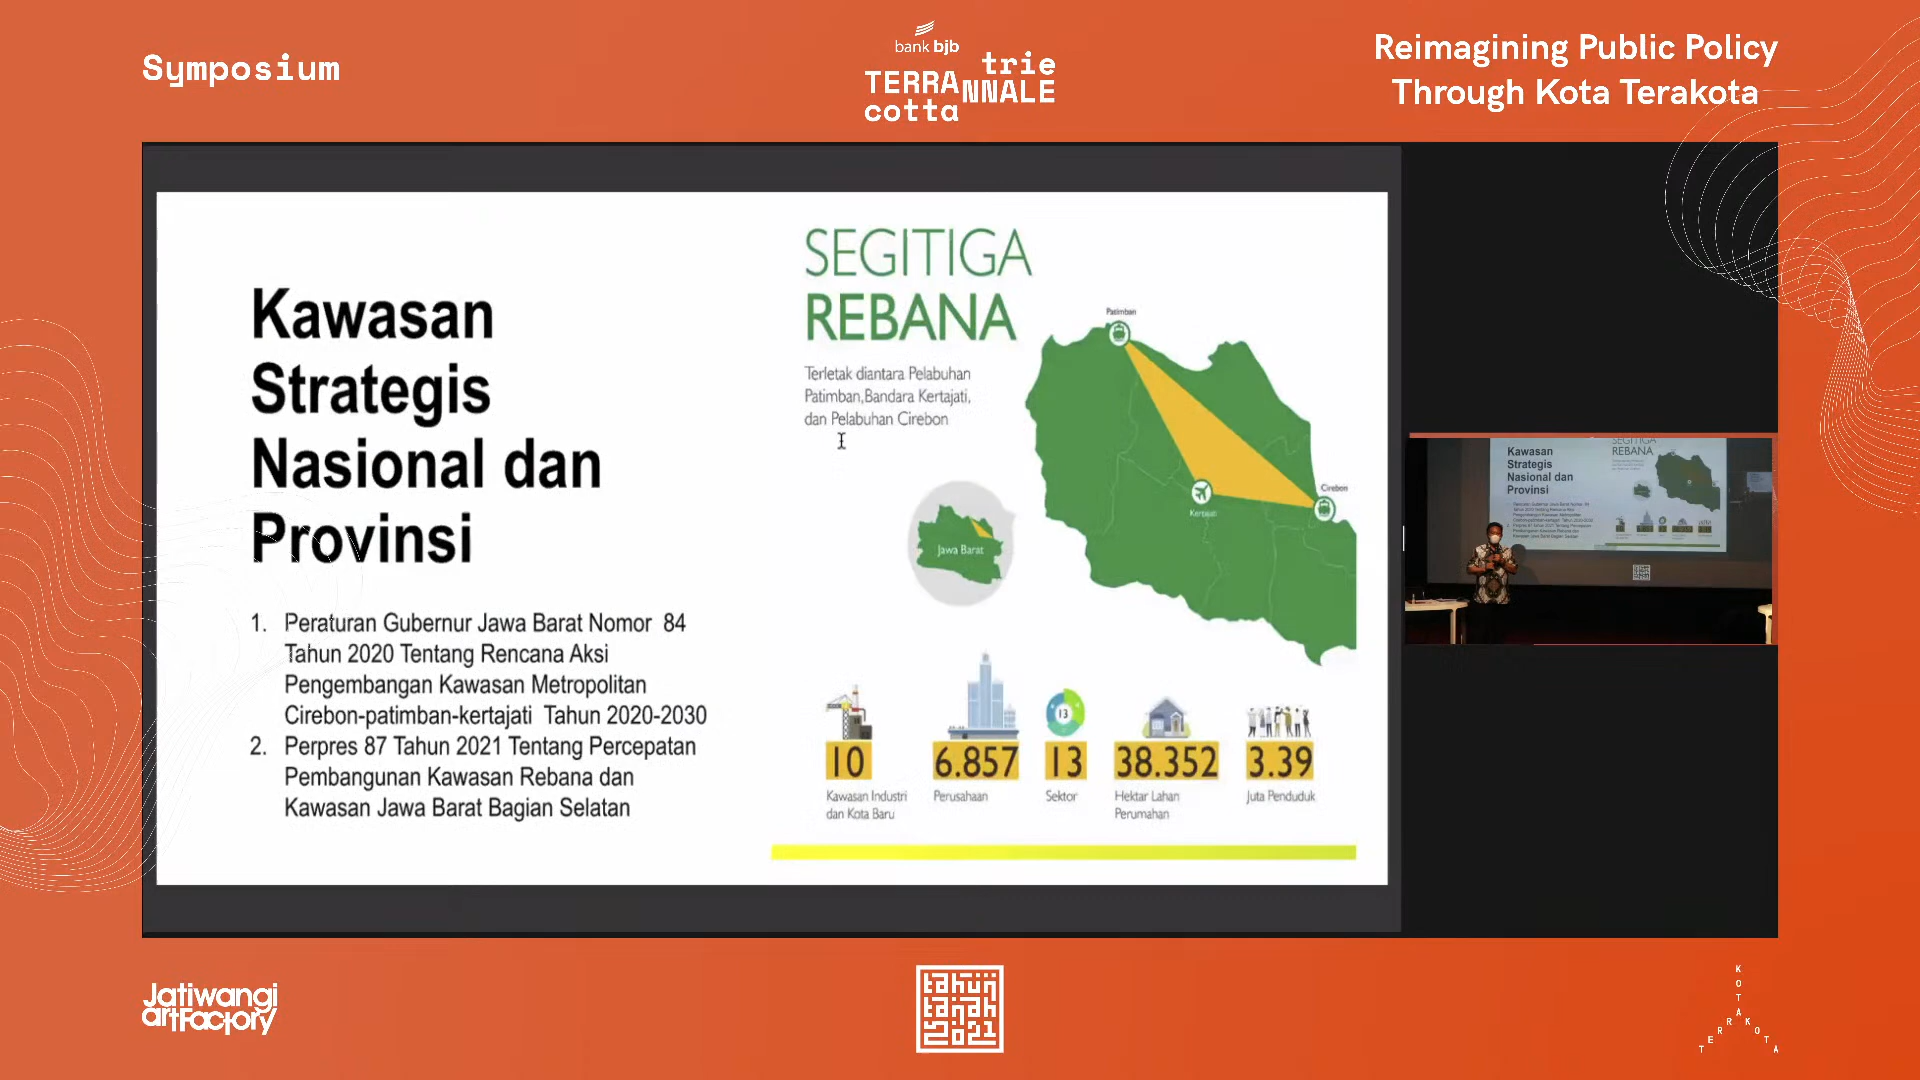 Symposium
bank bjb
trie
TERRA NNALE
cotta
Reimagining Public Policy
Through Kota Terakota
Kawasan
Strategis
Nasional dan
Provinsi
1. Peraturan Gubernur Jawa Barat Nomor 84
Tahun 2020 Tentang Rencana Aksi
Pengembangan Kawasan Metropolitan
Cirebon-patimban-kertajati Tahun 2020-2030
2. Perpres 87 Tahun 2021 Tentang Percepatan
Pembangunan Kawasan Rebana dan
Kawasan Jawa Barat Bagian Selatan
SEGITIGA
REBANA
Terletak diantara Pelabuhan
Patimban,Bandara Kertajati,
dan Pelabuhan Cirebon
Patimban
Kertajati
Cirebon
Jawa Barat
13
10
Kawasan Industri
dan Kota Baru
6.857
Perusahaan
13
Sektor
38.352
Hektar Lahan
Perumahan
3.39
Juta Penduduk
SEGITIGA
REBANA
Kawasan
Strategis
Nasional dan
Provinsi
Jatiwangi
artFactory
tahun
tanah
2021
KOTA
TERRA KOTA